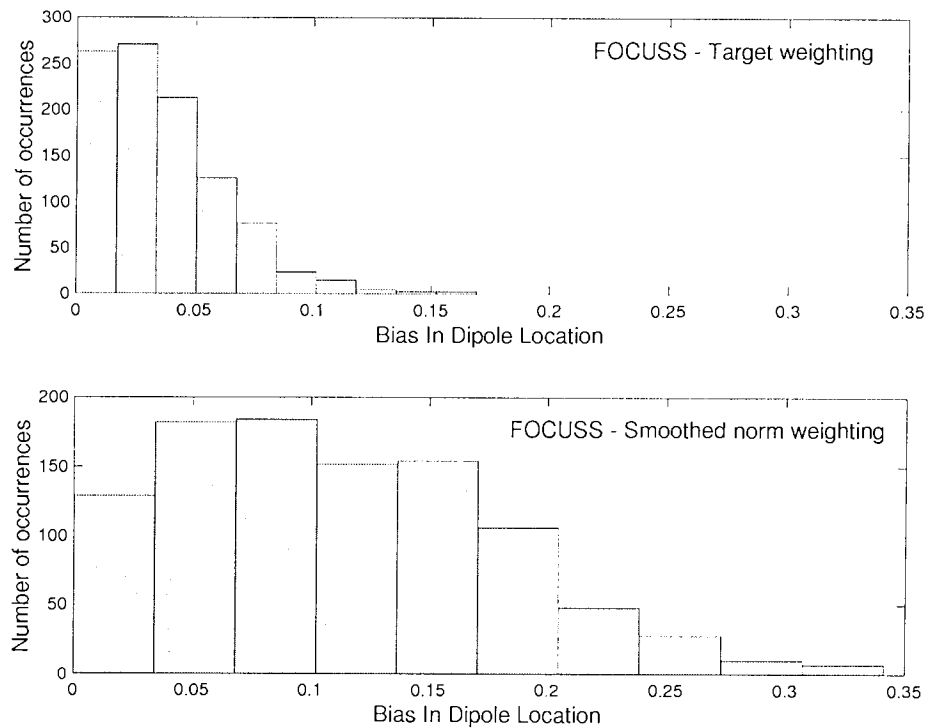 300
250
200
150
100
50
0
Number of occurrences
FOCUSS - Target weighting
0 0.05 0.1 0.15 0.2 0.25 0.3 0.35
Bias In Dipole Location
200
150
100
50
0
Number of occurrences
FOCUSS - Smoothed norm weighting
0 0.05 0.1 0.15 0.2 0.25 0.3 0.35
Bias In Dipole Location